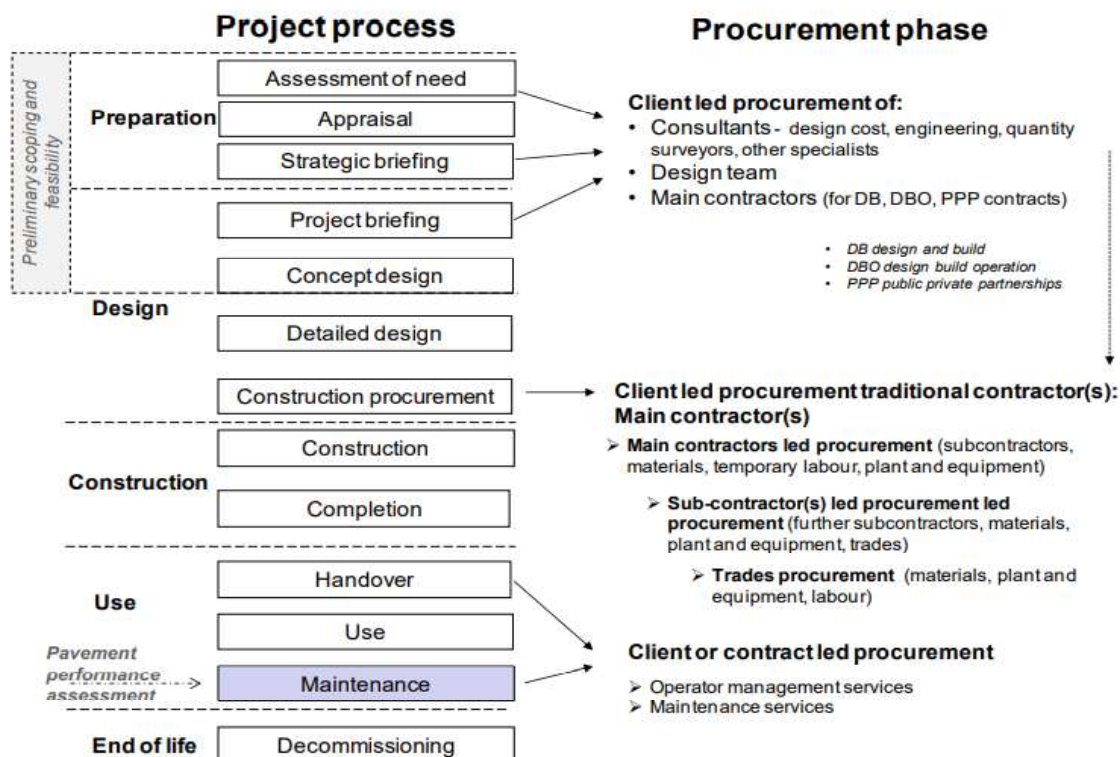 Project process
Procurement phase
Preliminary scoping and
feasibility
Preparation
Assessment of need
Appraisal
Strategic briefing
Design
Project briefing
Concept design
Detailed design
Construction procurement
Construction
Construction
Completion
Use
Handover
Use
Pavement
performance
assessment
Maintenance
End of life
Decommissioning
Client led procurement of:
• Consultants - design cost, engineering, quantity
surveyors, other specialists
• Design team
• Main contractors (for DB, DBO, PPP contracts)
• DB design and build
• DBO design build operation
• PPP public private partnerships
Client led procurement traditional contractor(s):
Main contractor(s)
➢ Main contractors led procurement (subcontractors,
materials, temporary labour, plant and equipment)
➢ Sub-contractor(s) led procurement led
procurement (further subcontractors, materials,
plant and equipment, trades)
➢ Trades procurement (materials, plant and
equipment, labour)
Client or contract led procurement
➢ Operator management services
➢ Maintenance services